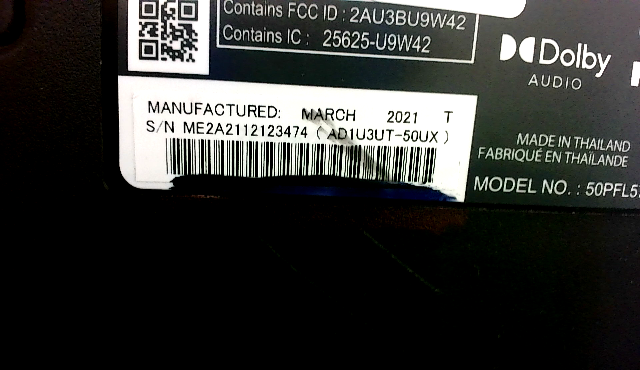 Contains FCC ID : 2AU3BU9W42
Contains IC : 25625-U9W42
Dolby
AUDIO
MANUFACTURED: MARCH 2021 T
S/N ME2A2112123474 ( AD1U3UT-50UX )
MADE IN THAILAND
FABRIQUÉ EN THAÏLANDE
MODEL NO. : 50PFL5